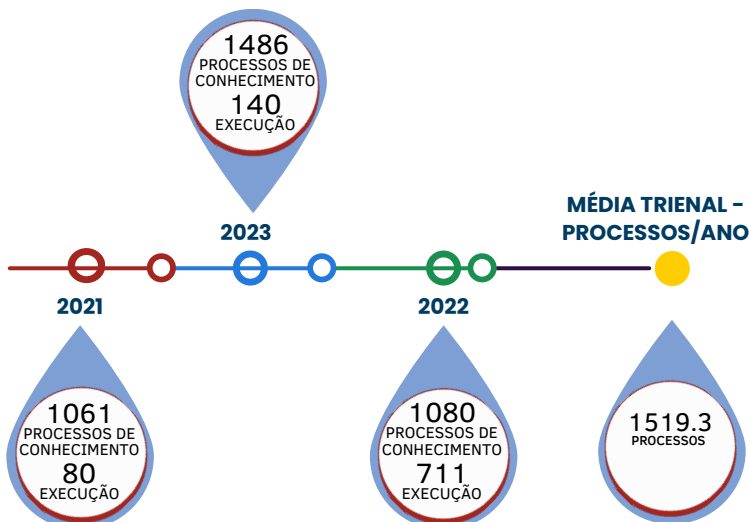 1486
PROCESSOS DE
CONHECIMENTO
140
EXECUÇÃO
2023
MÉDIA TRIENAL -
PROCESSOS/ANO
2021
2022
1061
PROCESSOS DE
CONHECIMENTO
80
EXECUÇÃO
1080
PROCESSOS DE
CONHECIMENTO
711
EXECUÇÃO
1519.3
PROCESSOS